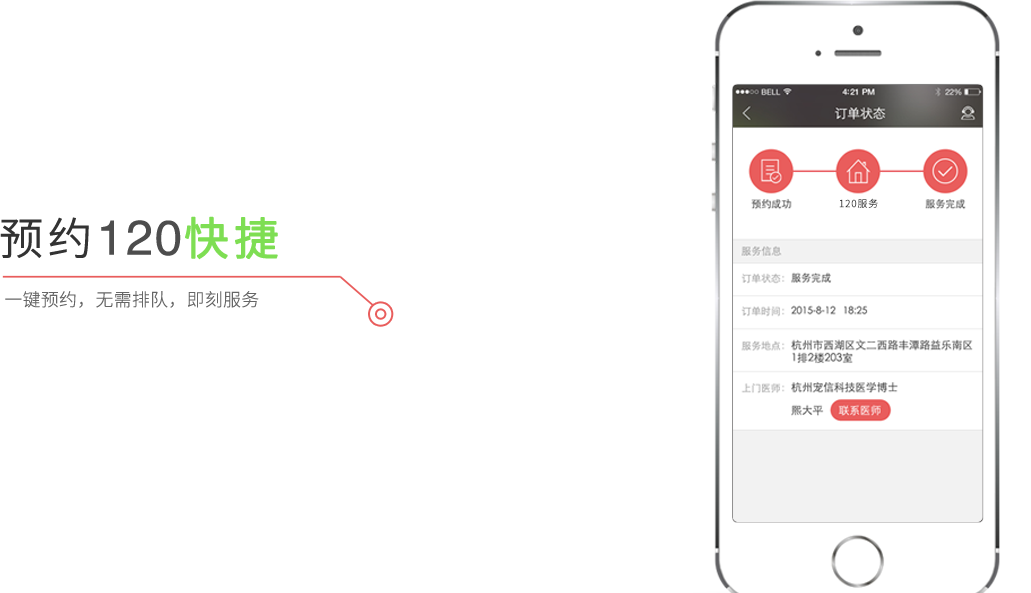 预约120快捷
一键预约，无需排队，即刻服务
BELL 4:21 PM 22%
订单状态
预约成功 120服务 服务完成
服务信息
订单状态: 服务完成
订单时间: 2015-8-12 18:25
服务地点: 杭州市西湖区文二西路丰潭路益乐南区
1排2楼203室
上门医师: 杭州宠信科技医学博士
熙大平 联系医师